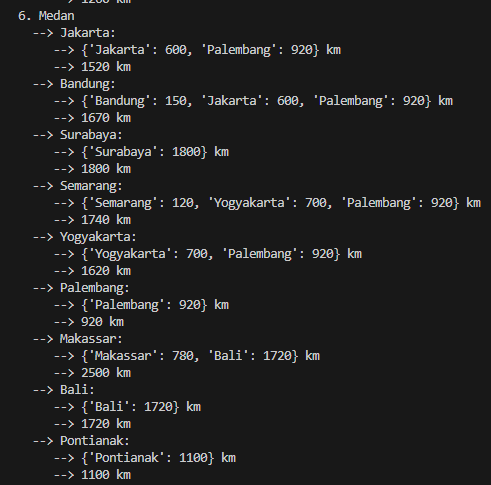 --> 1200 km
6. Medan
--> Jakarta:
--> {'Jakarta': 600, 'Palembang': 920} km
--> 1520 km
--> Bandung:
--> {'Bandung': 150, 'Jakarta': 600, 'Palembang': 920} km
--> 1670 km
--> Surabaya:
--> {'Surabaya': 1800} km
--> 1800 km
--> Semarang:
--> {'Semarang': 120, 'Yogyakarta': 700, 'Palembang': 920} km
--> 1740 km
--> Yogyakarta:
--> {'Yogyakarta': 700, 'Palembang': 920} km
--> 1620 km
--> Palembang:
--> {'Palembang': 920} km
--> 920 km
--> Makassar:
--> {'Makassar': 780, 'Bali': 1720} km
--> 2500 km
--> Bali:
--> {'Bali': 1720} km
--> 1720 km
--> Pontianak:
--> {'Pontianak': 1100} km
--> 1100 km